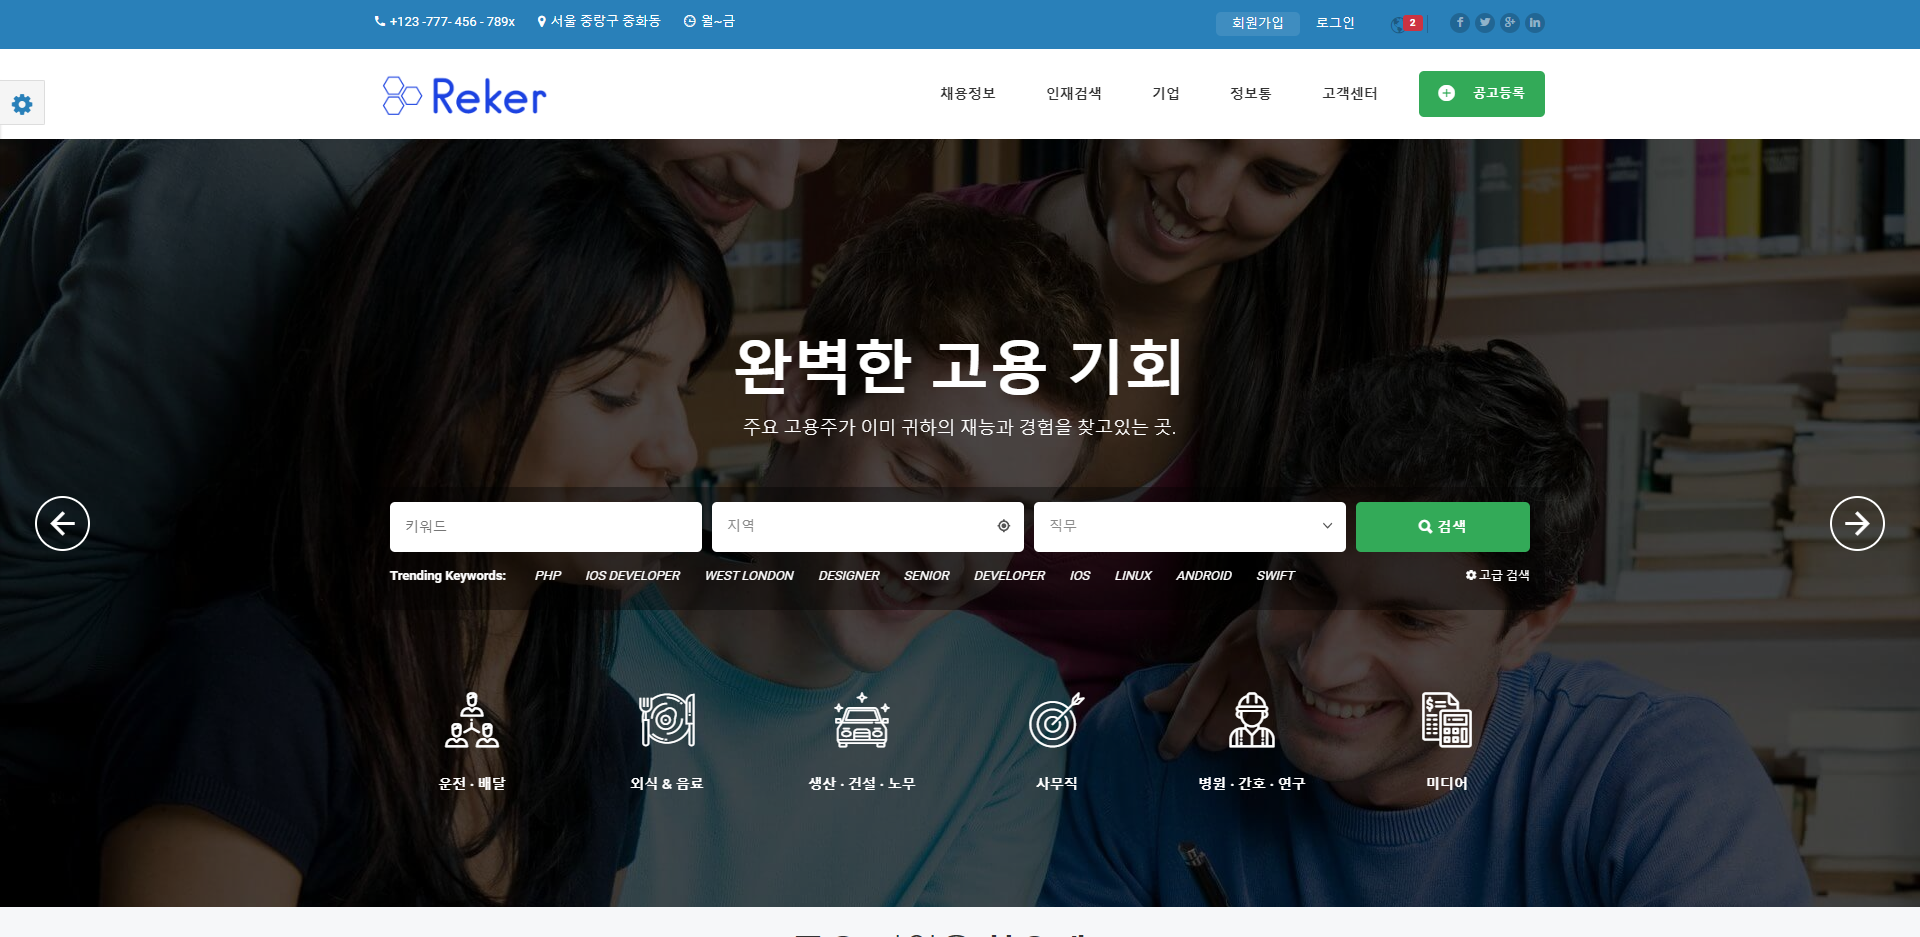 +123 -777- 456 - 789x 서울 중랑구 중화동 월~금 회원가입 로그인 2
Reker 채용정보 인재검색 기업 정보통 고객센터 공고등록
완벽한 고용 기회
주요 고용주가 이미 귀하의 재능과 경험을 찾고있는 곳.
키워드 지역 직무 검색
Trending Keywords: PHP IOS DEVELOPER WEST LONDON DESIGNER SENIOR DEVELOPER IOS LINUX ANDROID SWIFT 고급 검색
운전 · 배달 외식 & 음료 생산 · 건설 · 노무 사무직 병원 · 간호 · 연구 미디어